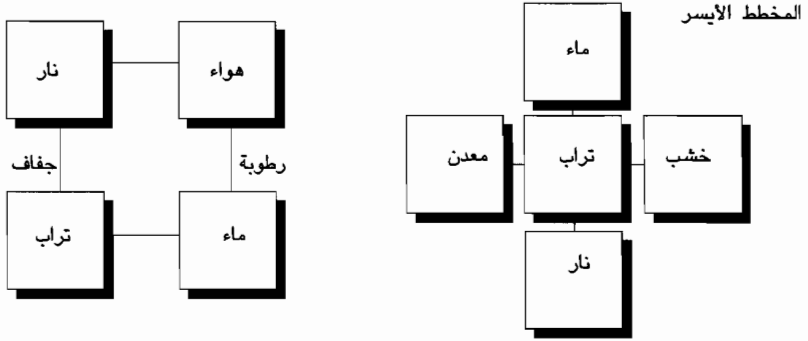 المخطط الأيسر
ماء
خشب
تراب
معدن
نار
هواء
نار
رطوبة
جفاف
ماء
تراب